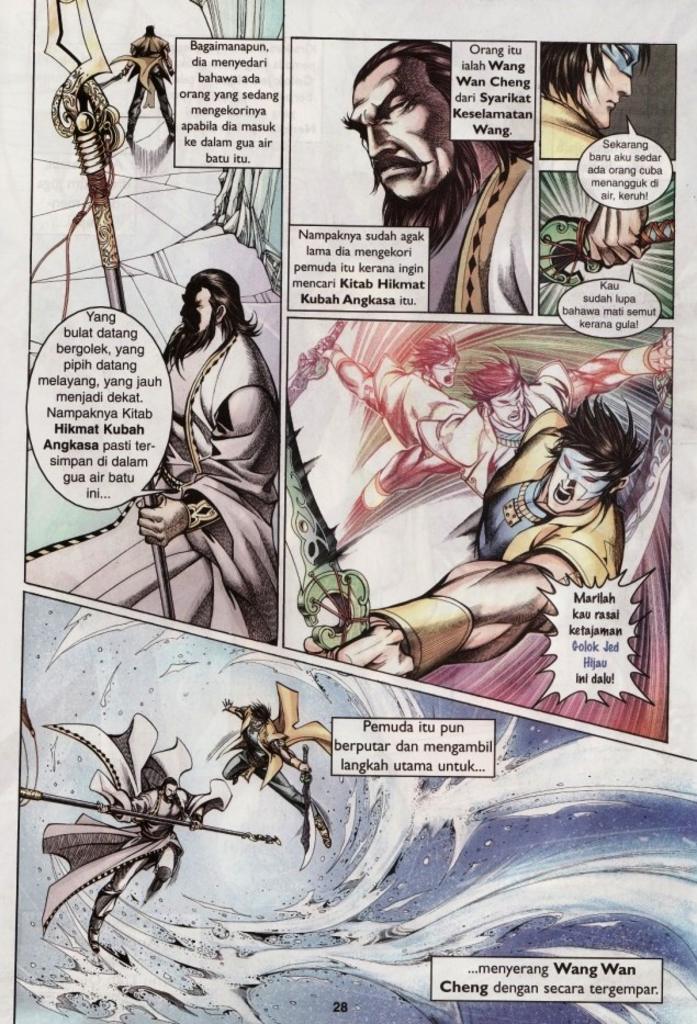 Bagaimanapun,
dia menyedari
bahawa ada
orang yang sedang
mengekorinya
apabila dia masuk
ke dalam gua air
batu itu.
Orang itu
ialah Wang
Wan Cheng
dari Syarikat
Keselamatan
Wang.
Nampaknya sudah agak
lama dia mengekori
pemuda itu kerana ingin
mencari Kitab Hikmat
Kubah Angkasa itu.
Sekarang
baru aku sedar
ada orang cuba
menangguk di
air, keruh!
Kau
sudah lupa
bahawa mati semut
kerana gula!
Yang
bulat datang
bergolek, yang
pipih datang
melayang, yang jauh
menjadi dekat.
Nampaknya Kitab
Hikmat Kubah
Angkasa pasti ter-
simpan di dalam
gua air batu
ini...
Marilah
kau rasai
ketajaman
Golok Jed
Hijau
ini dalu!
Pemuda itu pun
berputar dan mengambil
langkah utama untuk...
...menyerang Wang Wan
Cheng dengan secara tergempar.
28